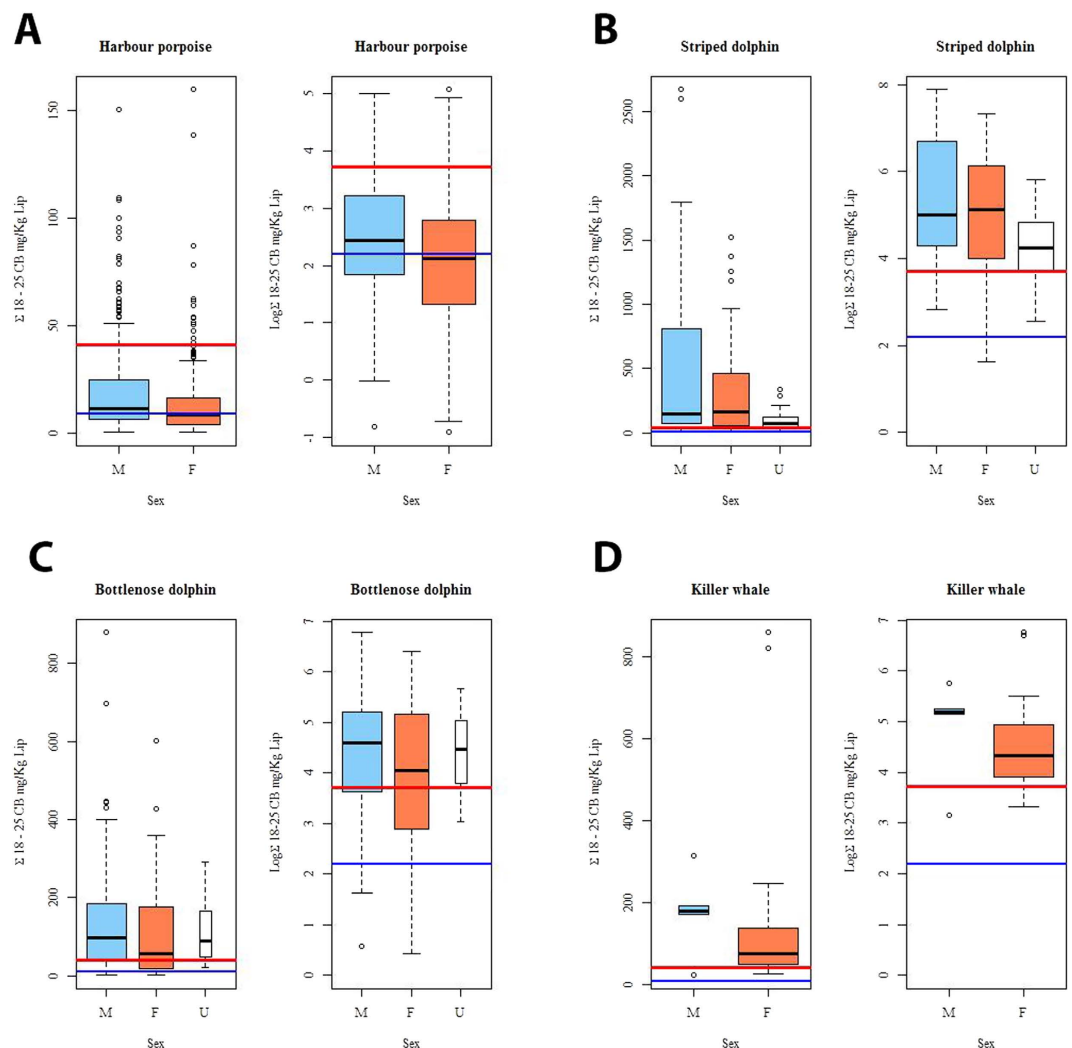 A
Harbour porpoise
Σ 18 - 25 CB mg/Kg Lip
150
100
50
0
M F
Sex
Harbour porpoise
LogΣ 18-25 CB mg/Kg Lip
5
4
3
2
1
0
-1
M F
Sex
B
Striped dolphin
Σ 18 - 25 CB mg/Kg Lip
2500
2000
1500
1000
500
0
M F U
Sex
Striped dolphin
LogΣ 18-25 CB mg/Kg Lip
8
6
4
2
0
M F U
Sex
C
Bottlenose dolphin
Σ 18 - 25 CB mg/Kg Lip
800
600
400
200
0
M F U
Sex
Bottlenose dolphin
LogΣ 18-25 CB mg/Kg Lip
7
6
5
4
3
2
1
0
M F U
Sex
D
Killer whale
Σ 18 - 25 CB mg/Kg Lip
800
600
400
200
0
M F
Sex
Killer whale
LogΣ 18-25 CB mg/Kg Lip
7
6
5
4
3
2
1
0
M F
Sex